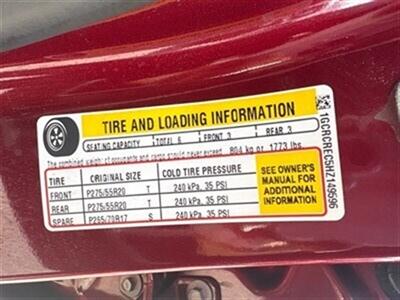 TIRE AND LOADING INFORMATION
SEATING CAPACITY TOTAL 6 FRONT 3 REAR 3
The combined weight of occupants and cargo should never exceed 804 kg or 1773 lbs.
TIRE ORIGINAL SIZE COLD TIRE PRESSURE
FRONT P275/55R20 T 240 kPa, 35 PSI
REAR P275/55R20 T 240 kPa, 35 PSI
SPARE P255/70R17 S 240 kPa, 35 PSI
SEE OWNER'S
MANUAL FOR
ADDITIONAL
INFORMATION
1GCRCREC5HZ149696